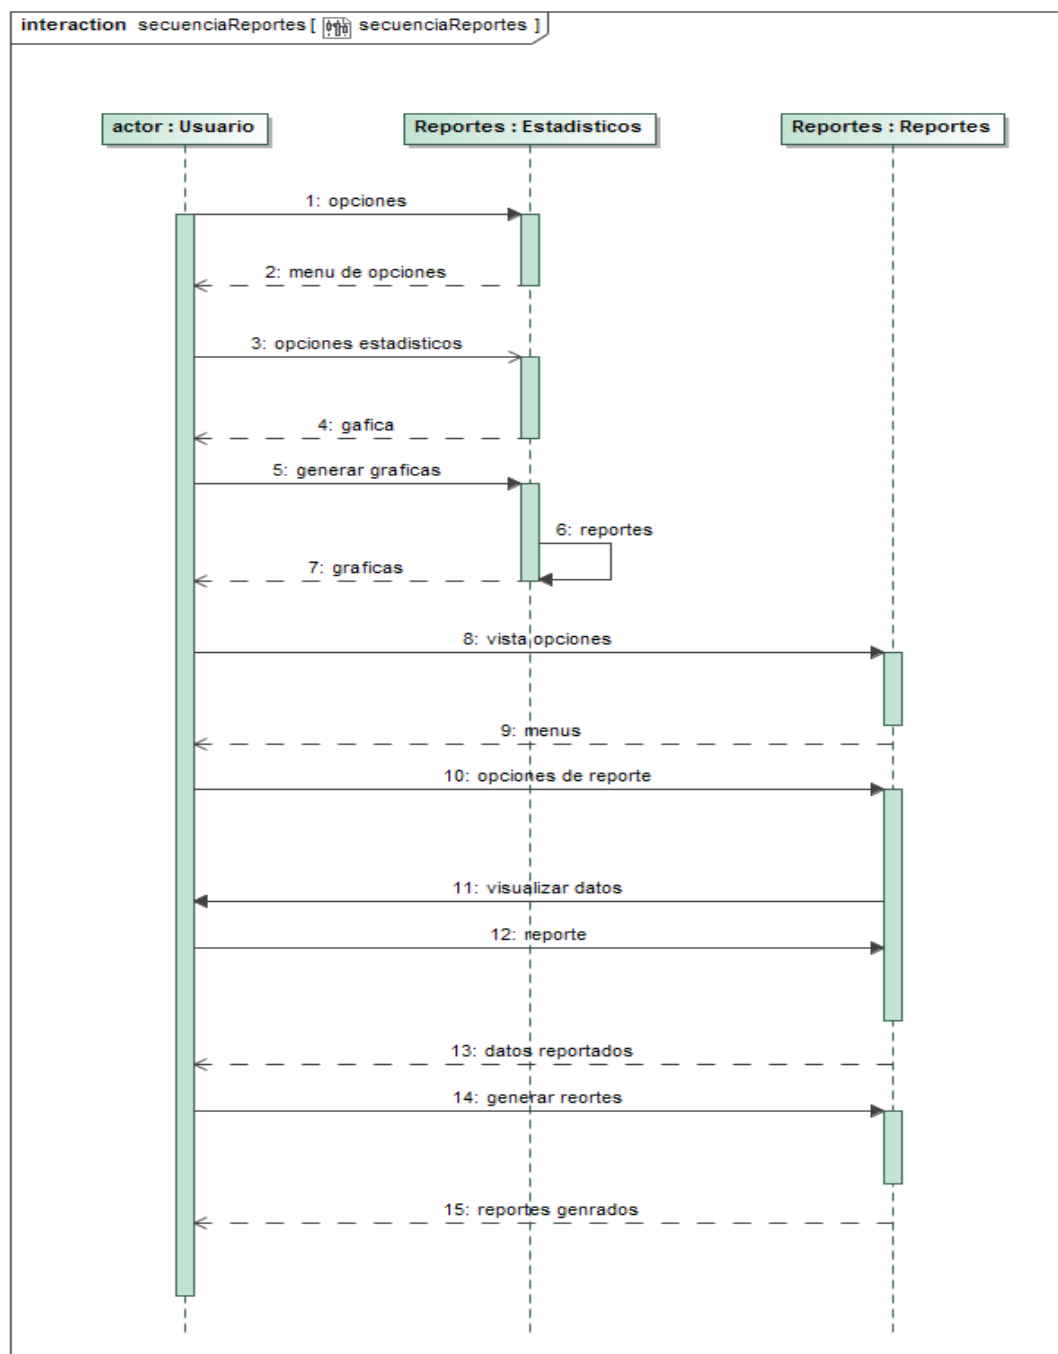 interaction secuenciaReportes [ secuenciaReportes ]
actor : Usuario
Reportes : Estadisticos
Reportes : Reportes
1: opciones
2: menu de opciones
3: opciones estadisticos
4: gafica
5: generar graficas
6: reportes
7: graficas
8: vista opciones
9: menus
10: opciones de reporte
11: visualizar datos
12: reporte
13: datos reportados
14: generar reortes
15: reportes genrados